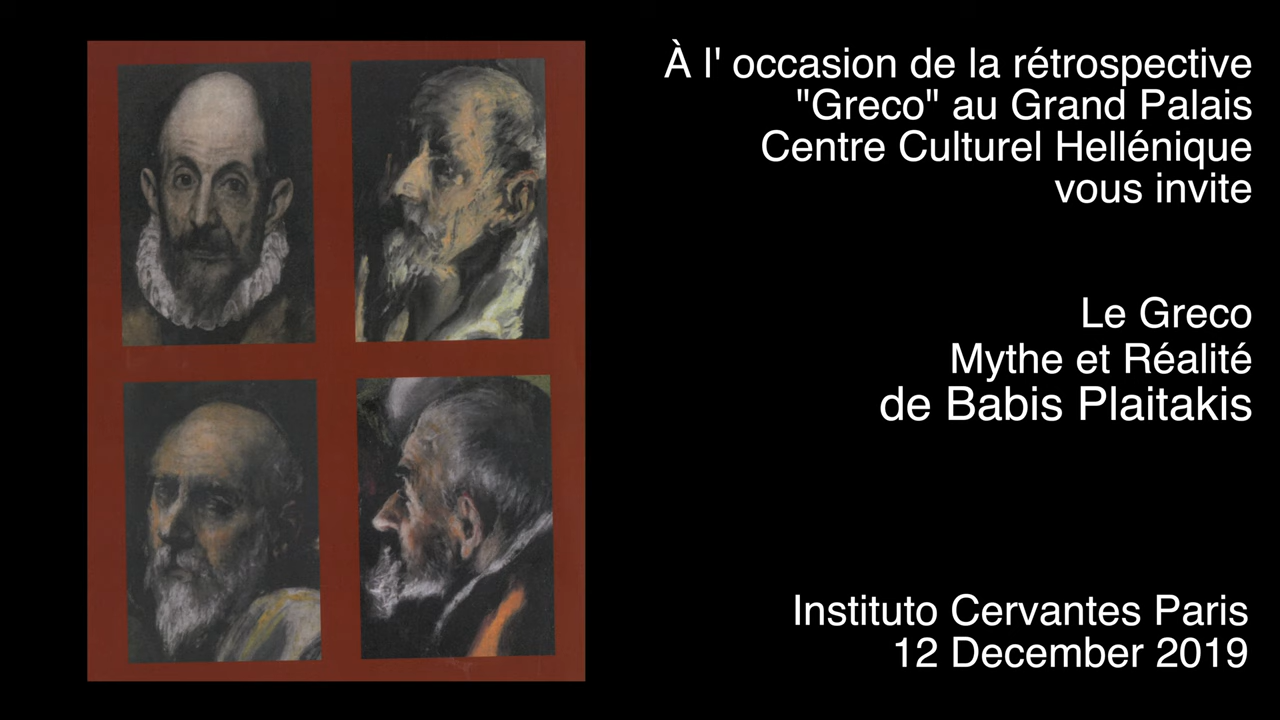 À l' occasion de la rétrospective
"Greco" au Grand Palais
Centre Culturel Hellénique
vous invite
Le Greco
Mythe et Réalité
de Babis Plaitakis
Instituto Cervantes Paris
12 December 2019